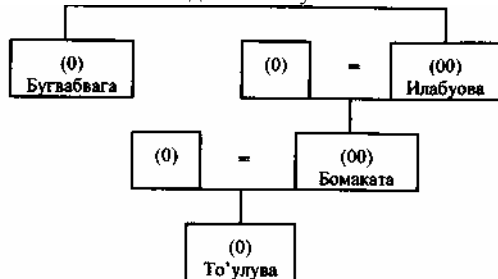 (0)
Бугвабвага
(0)
=
(00)
Илабуова
(0)
=
(00)
Бомаката
(0)
То'улува